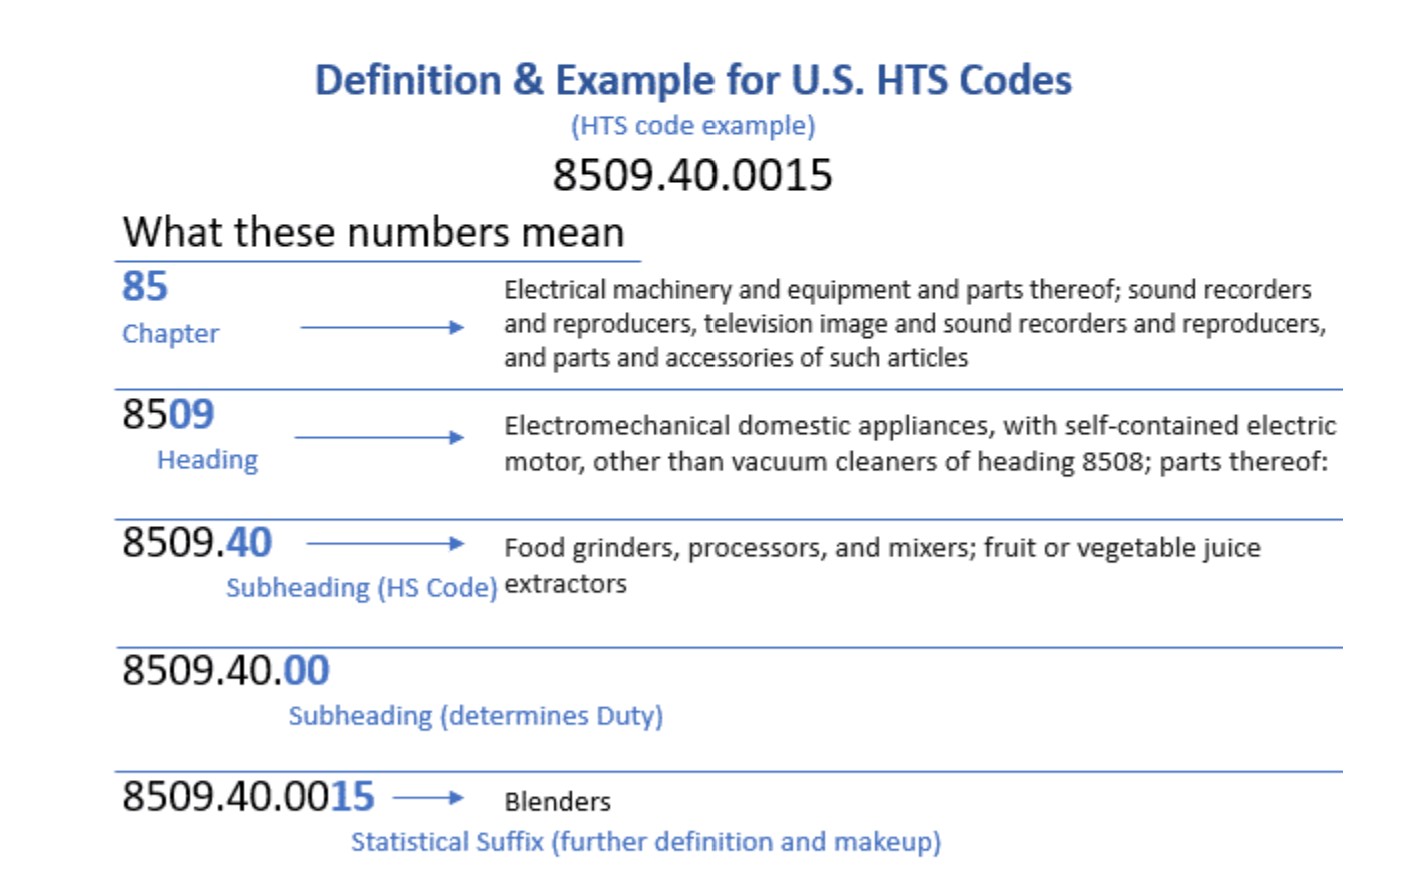 Definition & Example for U.S. HTS Codes
(HTS code example)
8509.40.0015
What these numbers mean
85
Chapter
Electrical machinery and equipment and parts thereof; sound recorders
and reproducers, television image and sound recorders and reproducers,
and parts and accessories of such articles
8509
Heading
Electromechanical domestic appliances, with self-contained electric
motor, other than vacuum cleaners of heading 8508; parts thereof:
8509.40
Subheading (HS Code)
Food grinders, processors, and mixers; fruit or vegetable juice
extractors
8509.40.00
Subheading (determines Duty)
8509.40.0015
Blenders
Statistical Suffix (further definition and makeup)